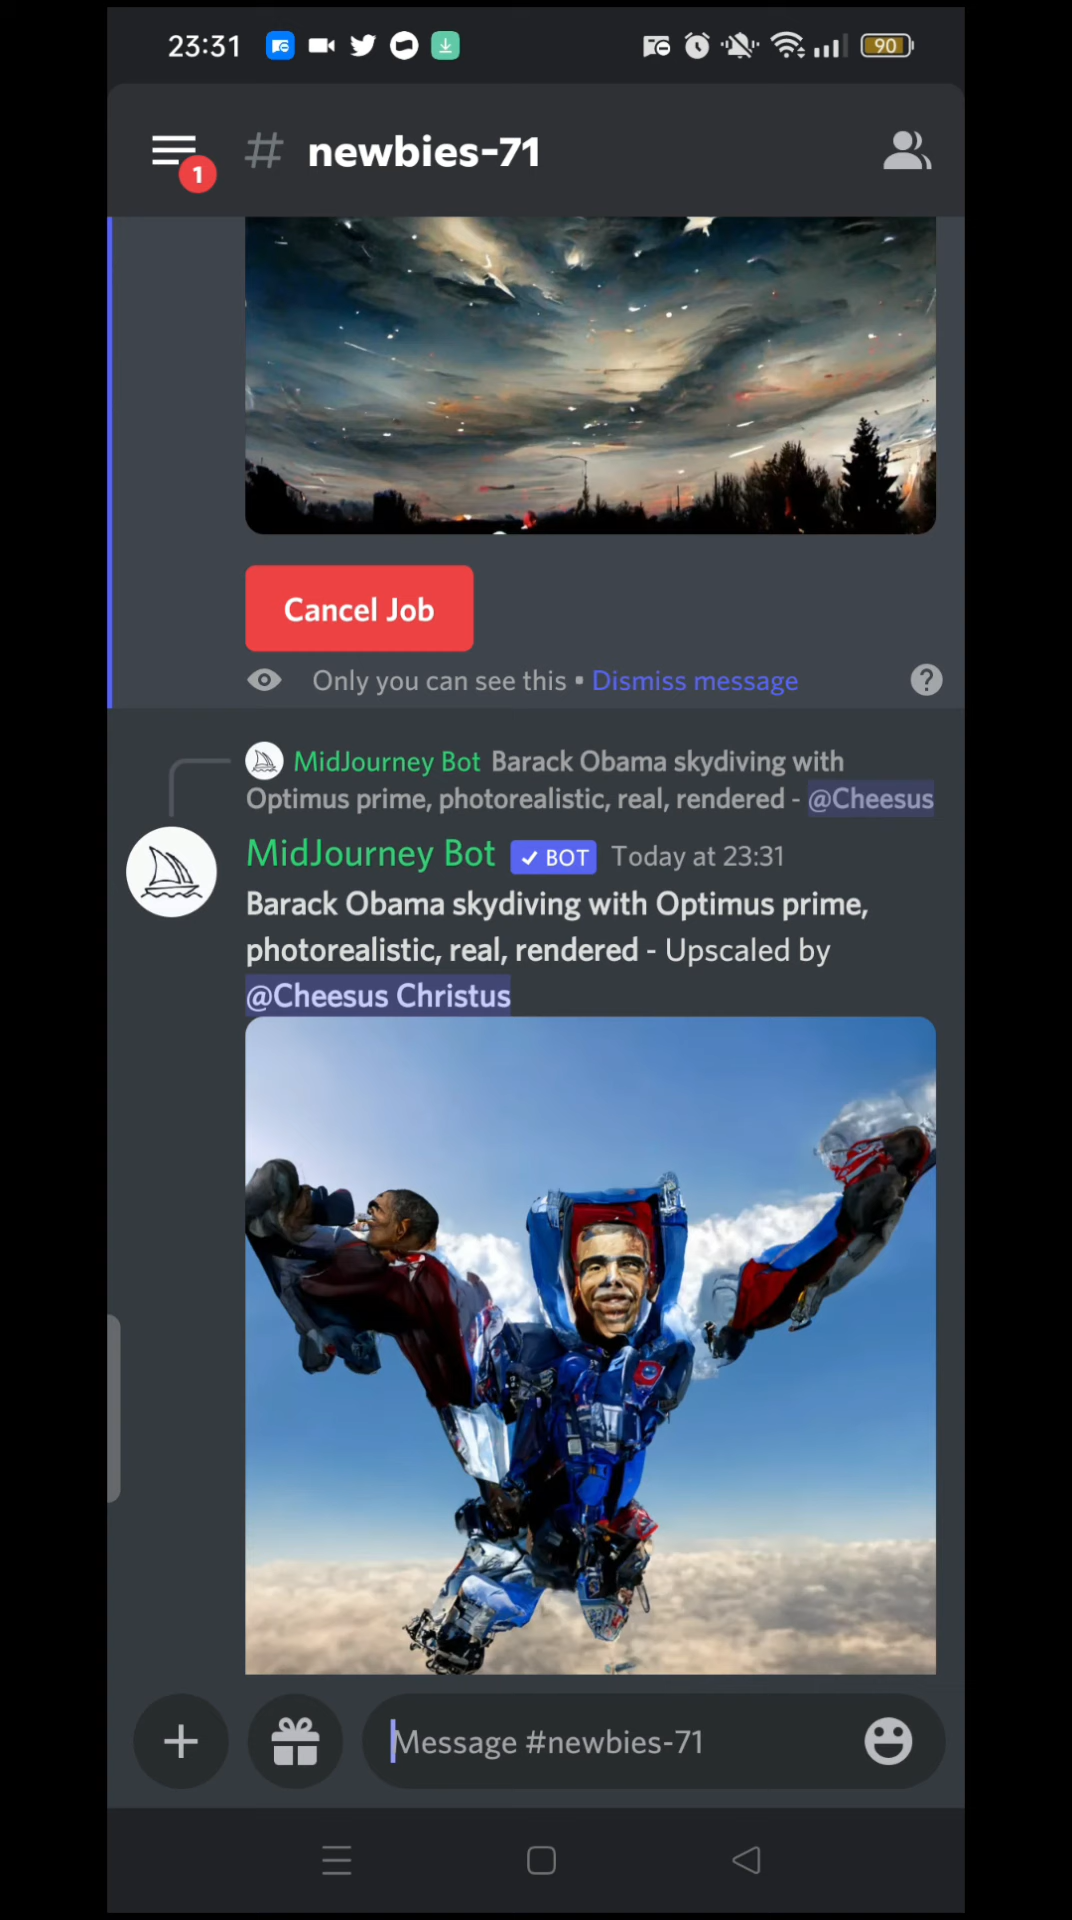 23:31
90
1
# newbies-71
Cancel Job
Only you can see this • Dismiss message
?
MidJourney Bot Barack Obama skydiving with
Optimus prime, photorealistic, real, rendered - @Cheesus
MidJourney Bot ✓ BOT Today at 23:31
Barack Obama skydiving with Optimus prime,
photorealistic, real, rendered - Upscaled by
@Cheesus Christus
Message #newbies-71